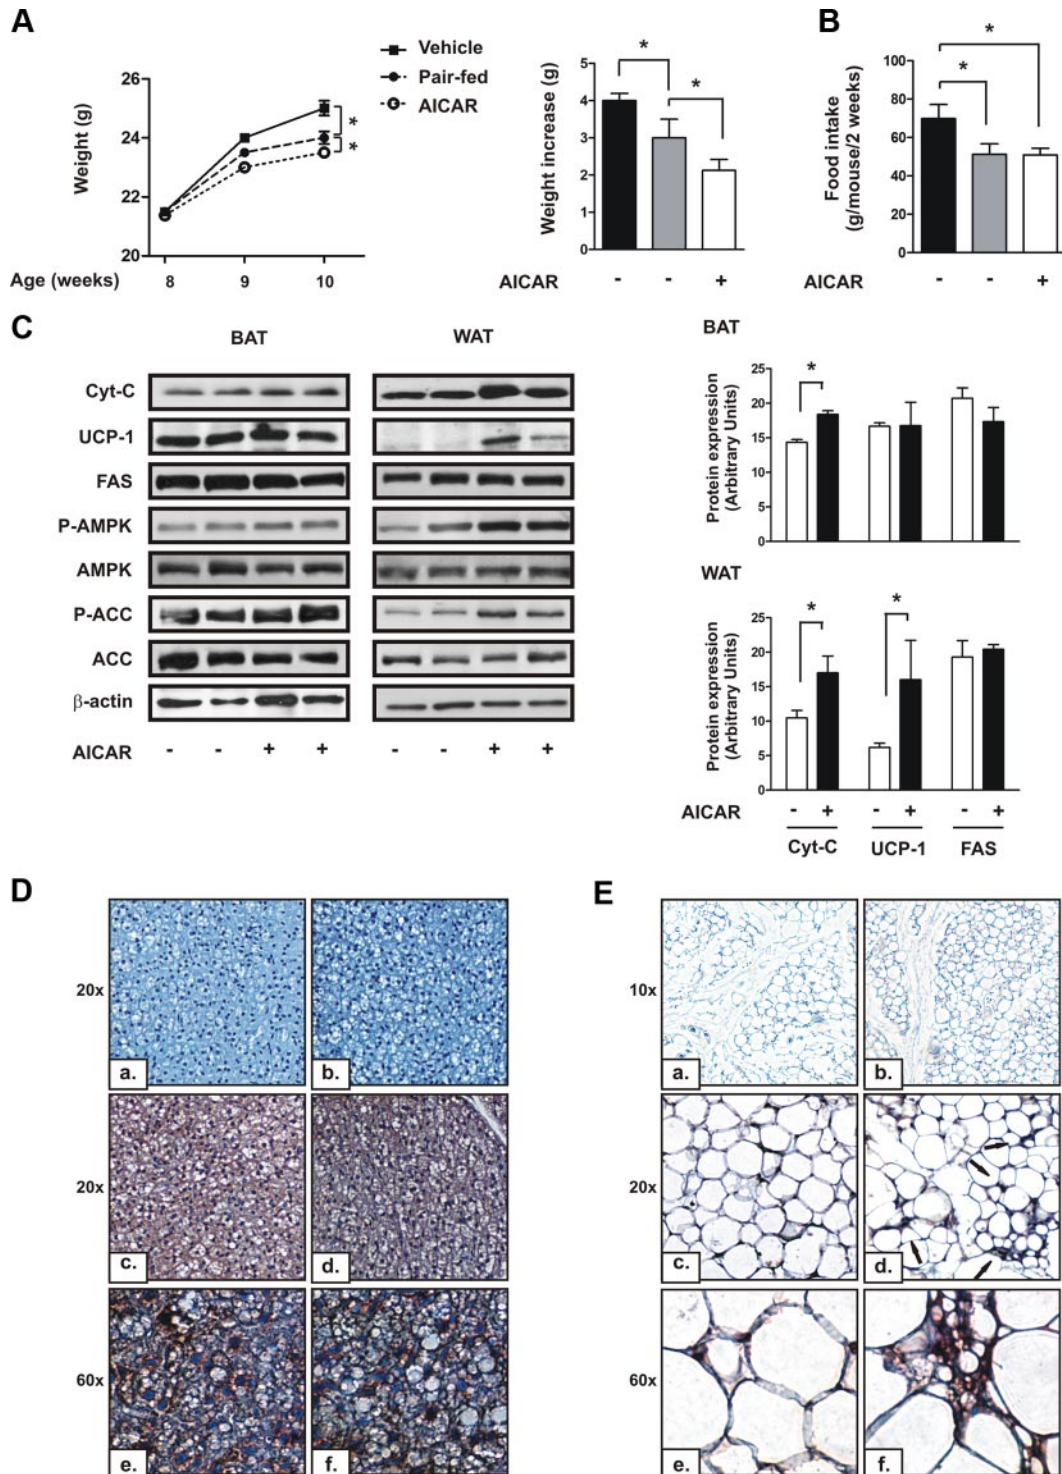 A
Vehicle
Pair-fed
AICAR
Weight (g)
26
24
22
20
*
*
Age (weeks)
8 9 10
Weight increase (g)
5
4
3
2
1
0
*
*
AICAR - - +
B
Food intake
(g/mouse/2 weeks)
100
80
60
40
20
0
*
*
AICAR - - +
C
BAT WAT
Cyt-C
UCP-1
FAS
P-AMPK
AMPK
P-ACC
ACC
β-actin
AICAR - - + + - - + +
BAT
Protein expression
(Arbitrary Units)
25
20
15
10
5
0
*
WAT
Protein expression
(Arbitrary Units)
25
20
15
10
5
0
* *
AICAR - + - + - +
Cyt-C UCP-1 FAS
D
20x
a. b.
20x
c. d.
60x
e. f.
E
10x
a. b.
20x
c. d.
60x
e. f.